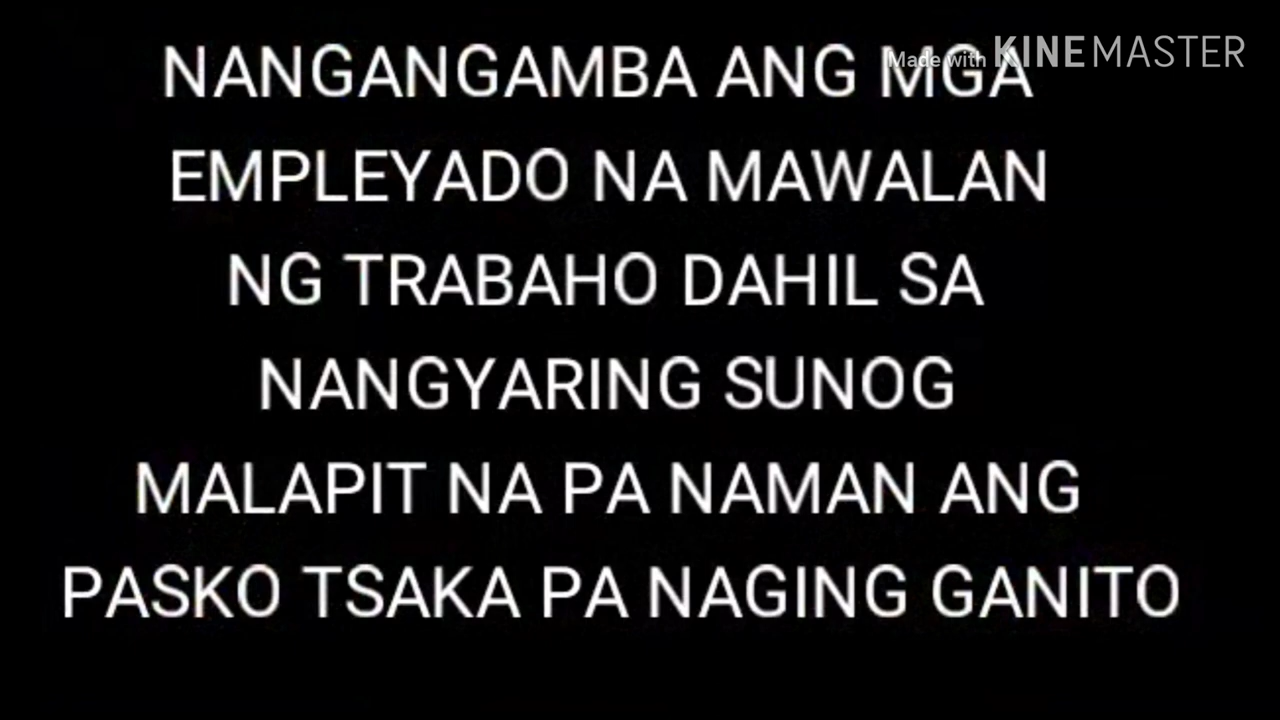 Made with KINEMASTER
NANGANGAMBA ANG MGA
EMPLEYADO NA MAWALAN
NG TRABAHO DAHIL SA
NANGYARING SUNOG
MALAPIT NA PA NAMAN ANG
PASKO TSAKA PA NAGING GANITO